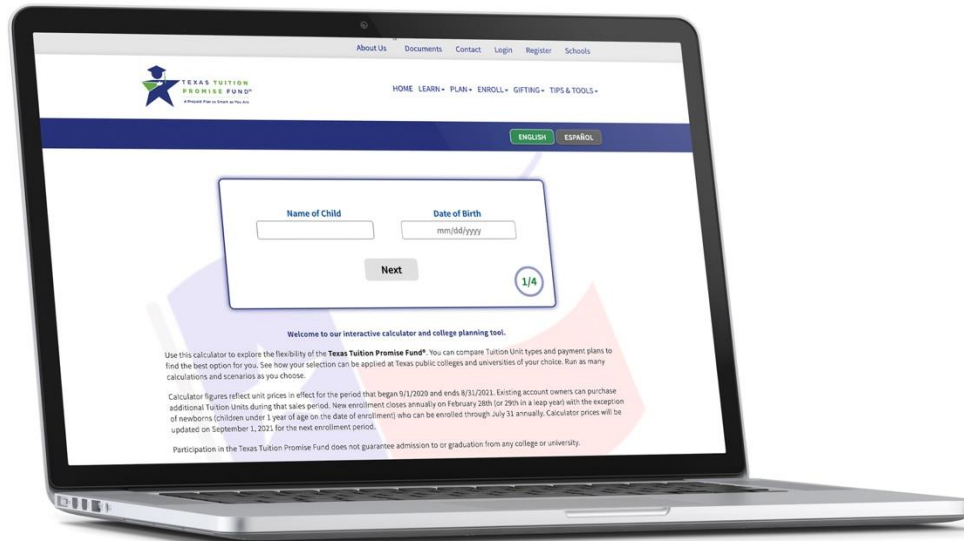 About Us Documents Contact Login Register Schools
TEXAS TUITION
PROMISE FUND®
A Prepaid Plan as Smart as You Are
HOME LEARN PLAN ENROLL GIFTING TIPS & TOOLS
ENGLISH ESPAÑOL
Name of Child Date of Birth
mm/dd/yyyy
Next
1/4
Welcome to our interactive calculator and college planning tool.
Use this calculator to explore the flexibility of the Texas Tuition Promise Fund®. You can compare Tuition Unit types and payment plans to
find the best option for you. See how your selection can be applied at Texas public colleges and universities of your choice. Run as many
calculations and scenarios as you choose.
Calculator figures reflect unit prices in effect for the period that began 9/1/2020 and ends 8/31/2021. Existing account owners can purchase
additional Tuition Units during that sales period. New enrollment closes annually on February 28th (or 29th in a leap year) with the exception
of newborns (children under 1 year of age on the date of enrollment) who can be enrolled through July 31 annually. Calculator prices will be
updated on September 1, 2021 for the next enrollment period.
Participation in the Texas Tuition Promise Fund does not guarantee admission to or graduation from any college or university.